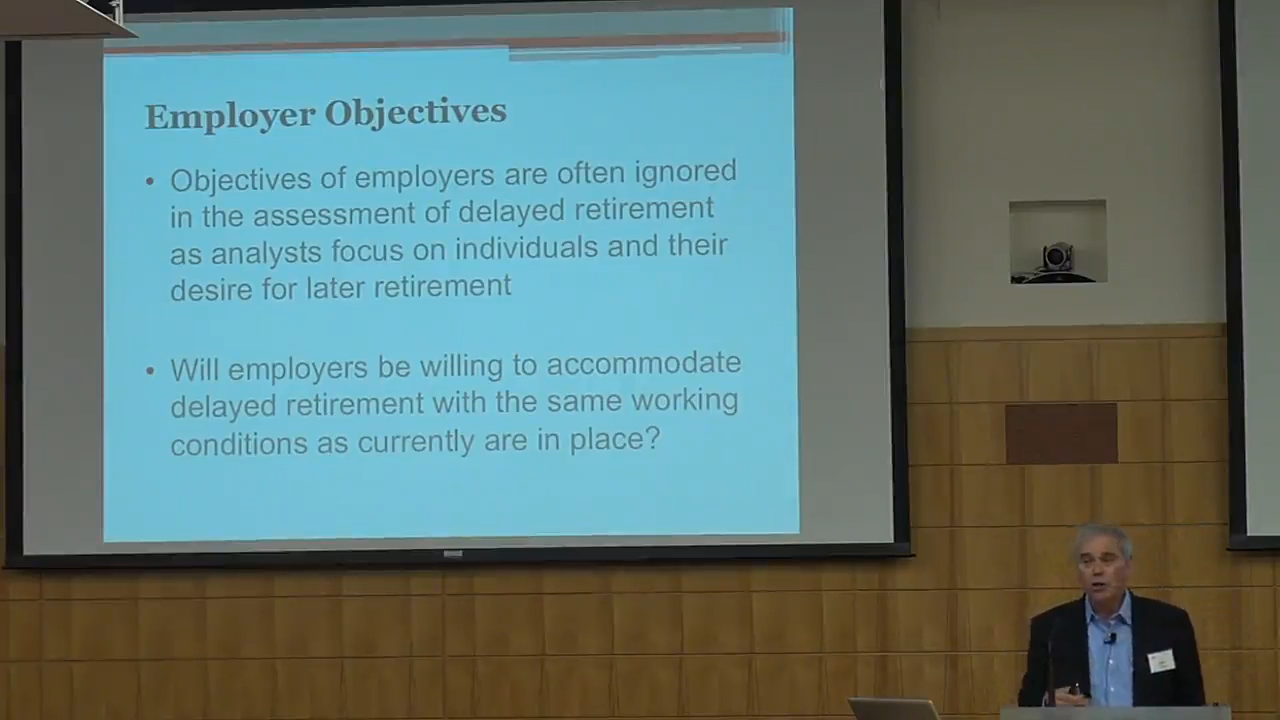 Employer Objectives
• Objectives of employers are often ignored
in the assessment of delayed retirement
as analysts focus on individuals and their
desire for later retirement
• Will employers be willing to accommodate
delayed retirement with the same working
conditions as currently are in place?